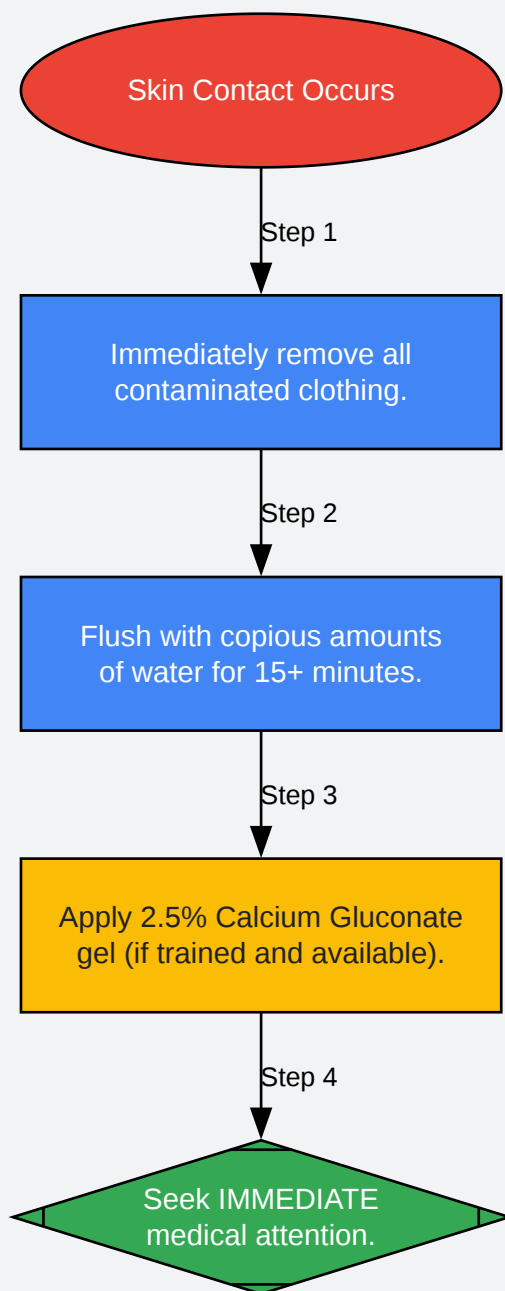 Skin Contact Occurs
Step 1
Immediately remove all
contaminated clothing.
Step 2
Flush with copious amounts
of water for 15+ minutes.
Step 3
Apply 2.5% Calcium Gluconate
gel (if trained and available).
Step 4
Seek IMMEDIATE
medical attention.